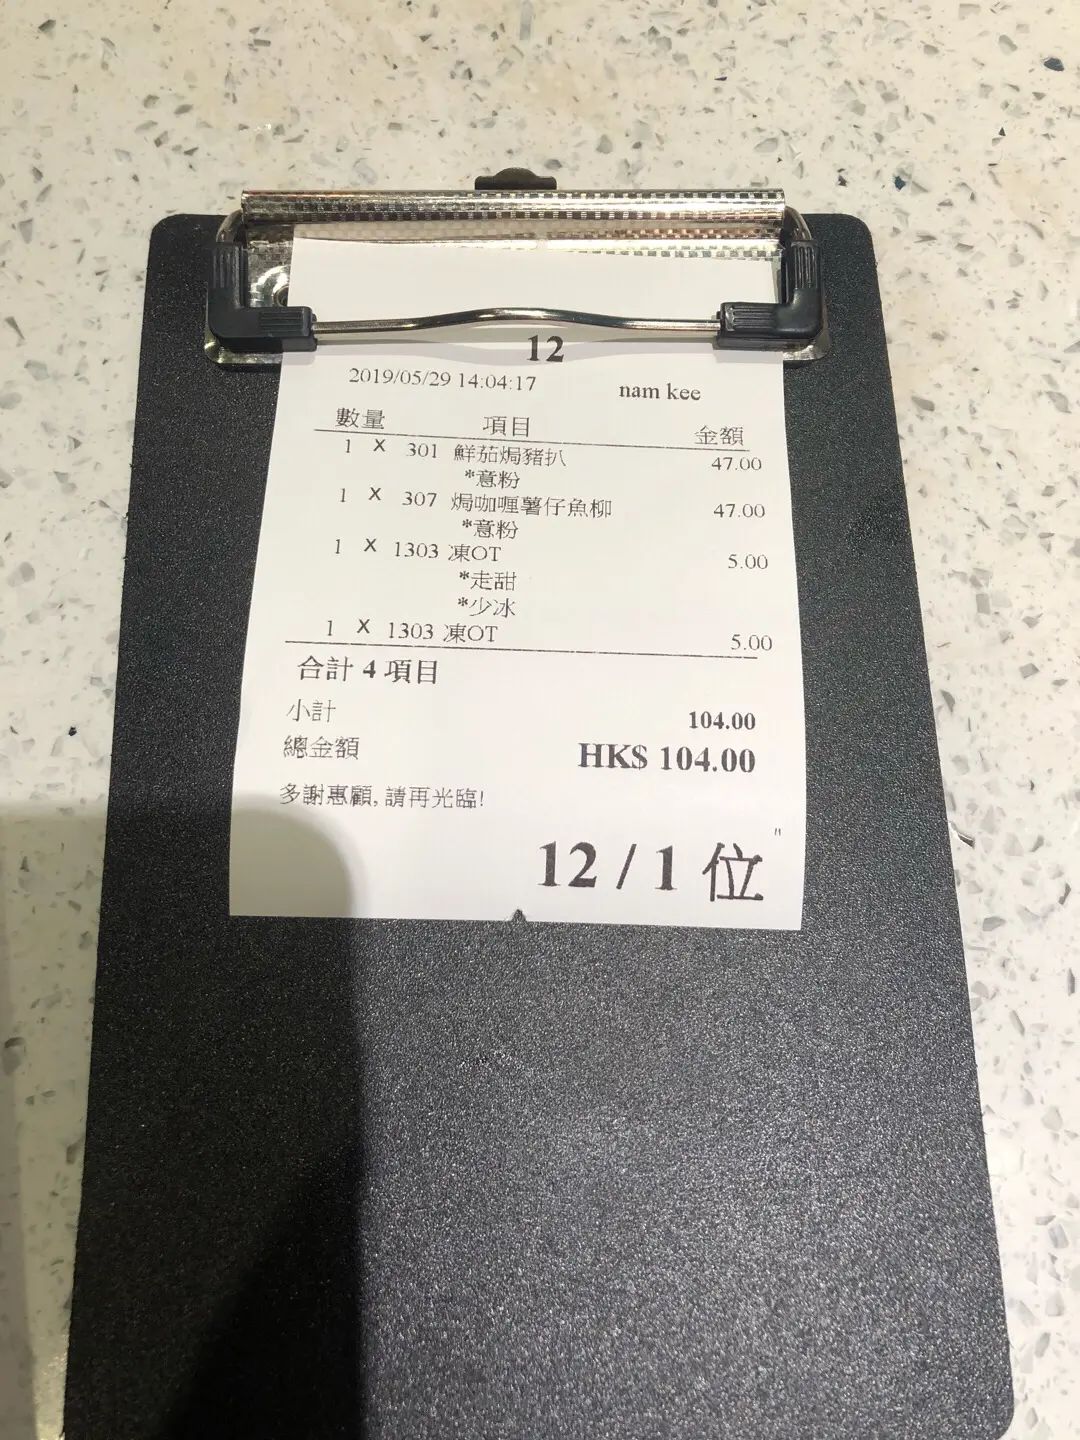 12
2019/05/29 14:04:17 nam kee
數量 項目 金額
1 X 301 鮮茄焗豬扒 47.00
*意粉
1 X 307 焗咖喱薯仔魚柳 47.00
*意粉
1 X 1303 凍OT 5.00
*走甜
*少冰
1 X 1303 凍OT 5.00
合計 4 項目
小計 104.00
總金額 HK$ 104.00
多謝惠顧, 請再光臨!
"
12 / 1 位